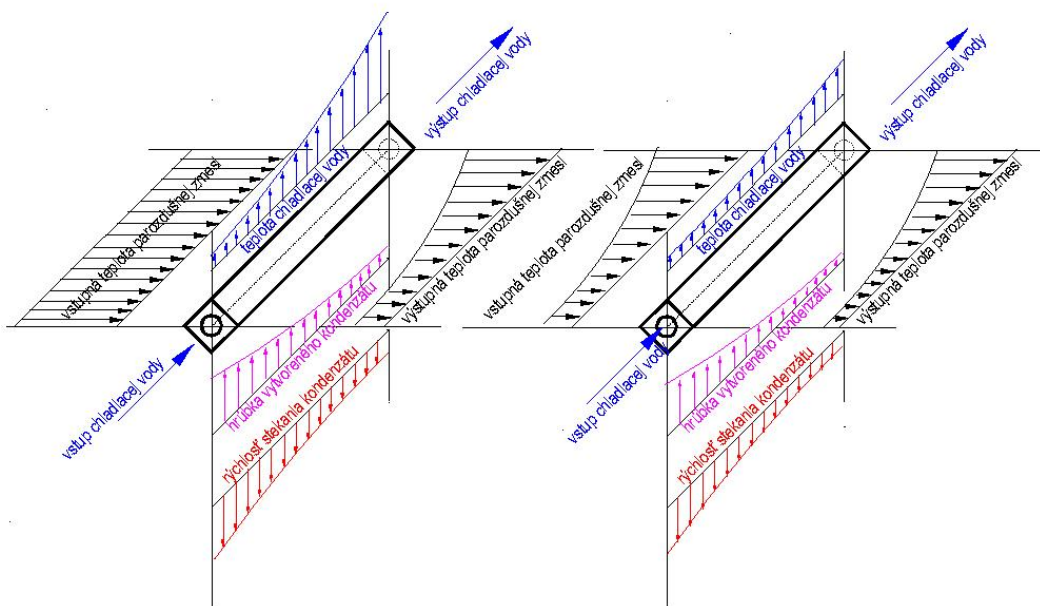 výstup chladiacej vody
teplota chladiacej vody
vstupná teplota parozdušnej zmesi
výstupná teplota parozdušnej zmesi
hrúbka vytvoreného kondenzátu
rýchlosť stekania kondenzátu
vstup chladiacej vody
výstup chladiacej vody
teplota chladiacej vody
vstupná teplota parozdušnej zmesi
výstupná teplota parozdušnej zmesi
hrúbka vytvoreného kondenzátu
rýchlosť stekania kondenzátu
vstup chladiacej vody